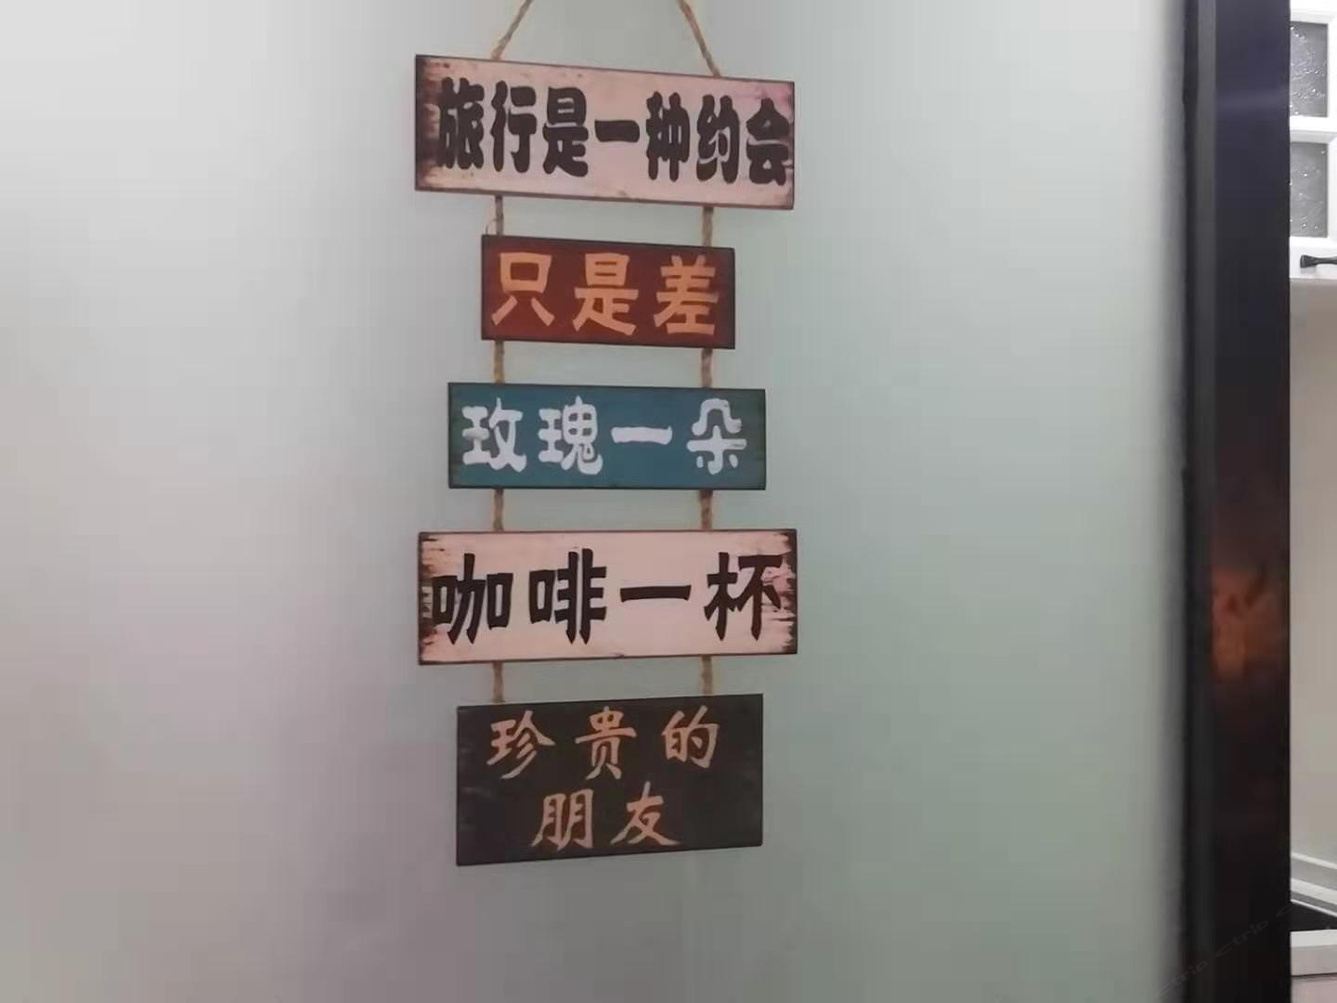 旅行是一种约会
只是差
玫瑰一朵
咖啡一杯
珍贵的
朋友